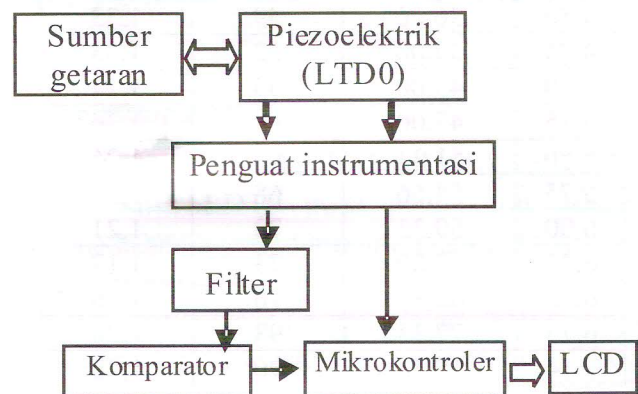 Sumber
getaran
Piezoelektrik
(LTD0)
Penguat instrumentasi
Filter
Komparator
Mikrokontroler
LCD